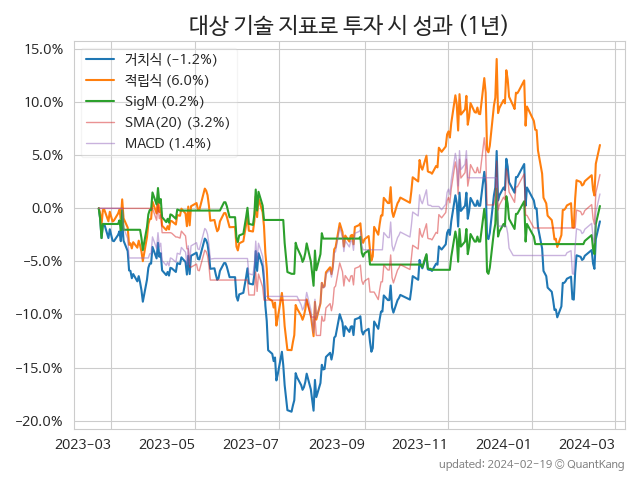 대상 기술 지표로 투자 시 성과 (1년)
15.0%
10.0%
5.0%
0.0%
−5.0%
−10.0%
−15.0%
−20.0%
거치식 (−1.2%)
적립식 (6.0%)
SigM (0.2%)
SMA(20) (3.2%)
MACD (1.4%)
2023-03 2023-05 2023-07 2023-09 2023-11 2024-01 2024-03
updated: 2024-02-19 © QuantKang